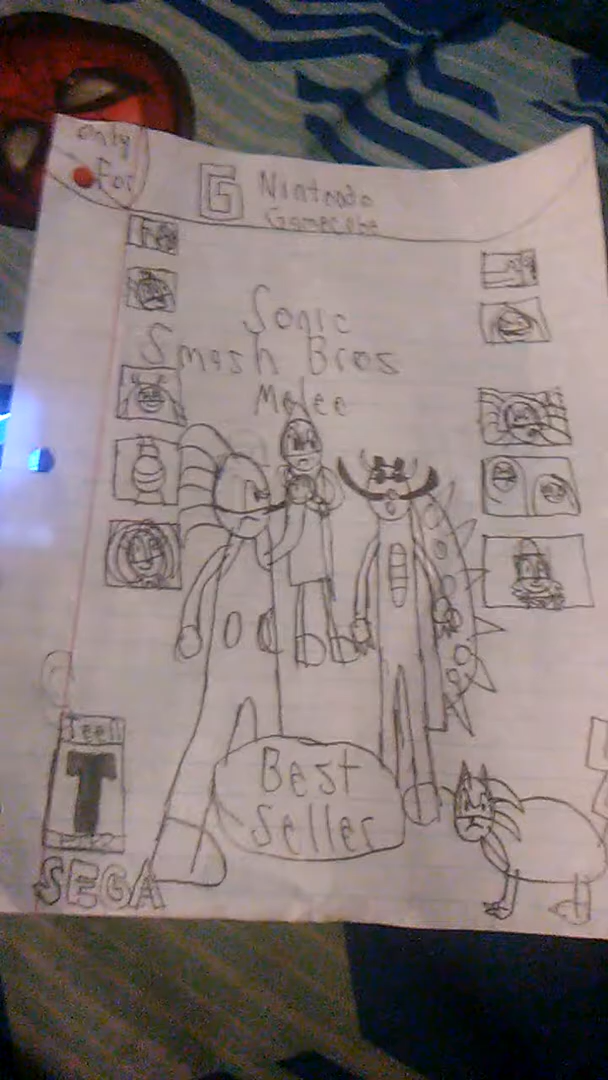 only
for
G Nintendo
Gamecube
Sonic
Smash Bros
Melee
Teen
T
Best
Seller
SEGA